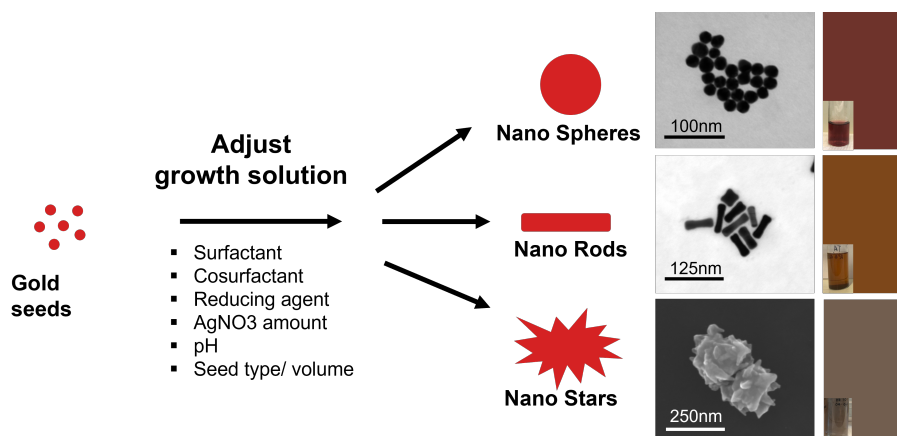 Gold
seeds
Adjust
growth solution
▪ Surfactant
▪ Cosurfactant
▪ Reducing agent
▪ AgNO3 amount
▪ pH
▪ Seed type/ volume
Nano Spheres
Nano Rods
Nano Stars
100nm
125nm
250nm